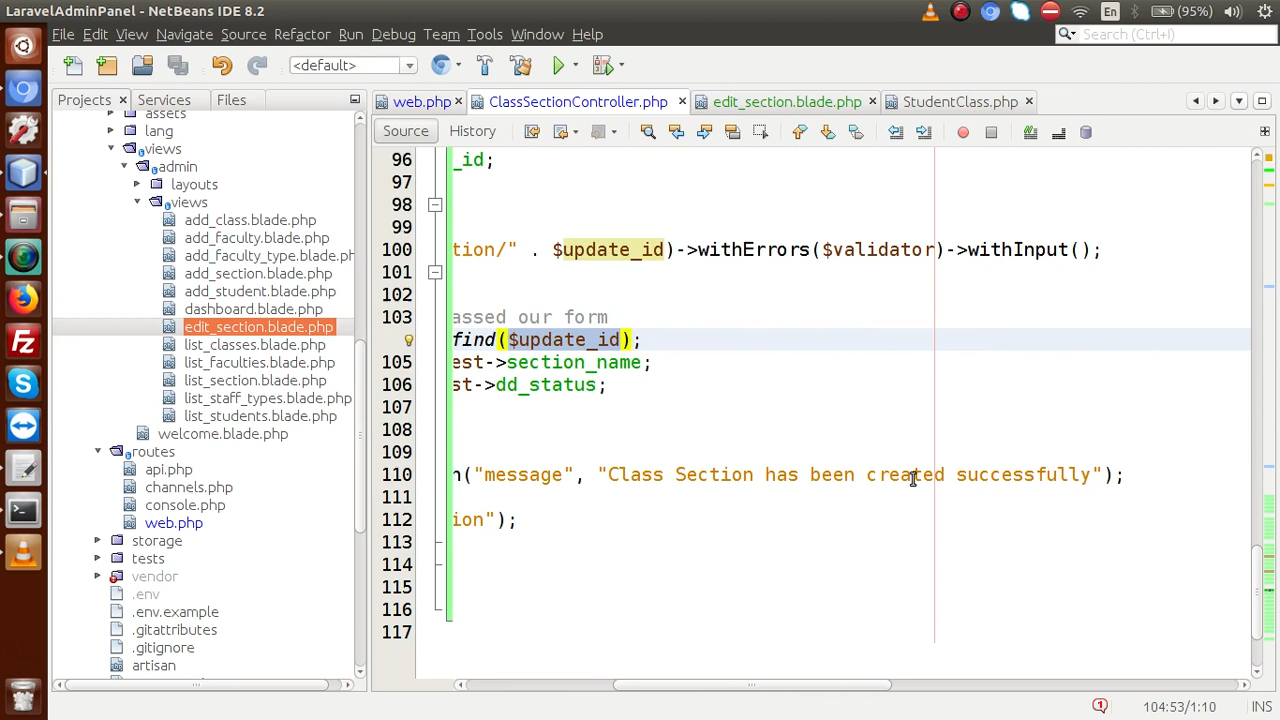 LaravelAdminPanel - NetBeans IDE 8.2
En
(95%)
File Edit View Navigate Source Refactor Run Debug Team Tools Window Help
Search (Ctrl+I)
<default>
Projects Services Files
web.php ClassSectionController.php edit_section.blade.php StudentClass.php
Source History
assets
lang
views
admin
layouts
views
add_class.blade.php
add_faculty.blade.php
add_faculty_type.blade.ph
add_section.blade.php
add_student.blade.php
dashboard.blade.php
edit_section.blade.php
list_classes.blade.php
list_faculties.blade.php
list_section.blade.php
list_staff_types.blade.php
list_students.blade.php
welcome.blade.php
routes
api.php
channels.php
console.php
web.php
storage
tests
vendor
.env
.env.example
.gitattributes
.gitignore
artisan
96 _id;
97
98
99
100 tion/" . $update_id)->withErrors($validator)->withInput();
101
102
103 assed our form
find($update_id);
105 est->section_name;
106 st->dd_status;
107
108
109
110 n("message", "Class Section has been created successfully");
111
112 ion");
113
114
115
116
117
104:53/1:10 INS